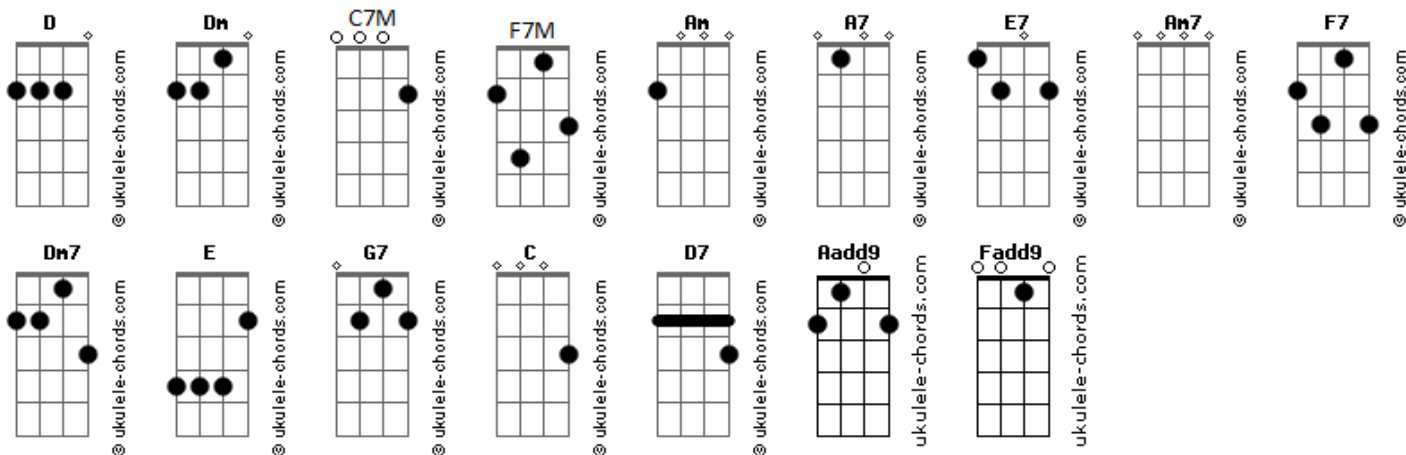 D Dm C7M F7M Am A7 E7 Am7 F7
© ukulele-chords.com © ukulele-chords.com © ukulele-chords.com © ukulele-chords.com © ukulele-chords.com © ukulele-chords.com © ukulele-chords.com © ukulele-chords.com © ukulele-chords.com
Dm7 E G7 C D7 Aadd9 Fadd9
© ukulele-chords.com © ukulele-chords.com © ukulele-chords.com © ukulele-chords.com © ukulele-chords.com ukulele-chords.com ukulele-chords.com